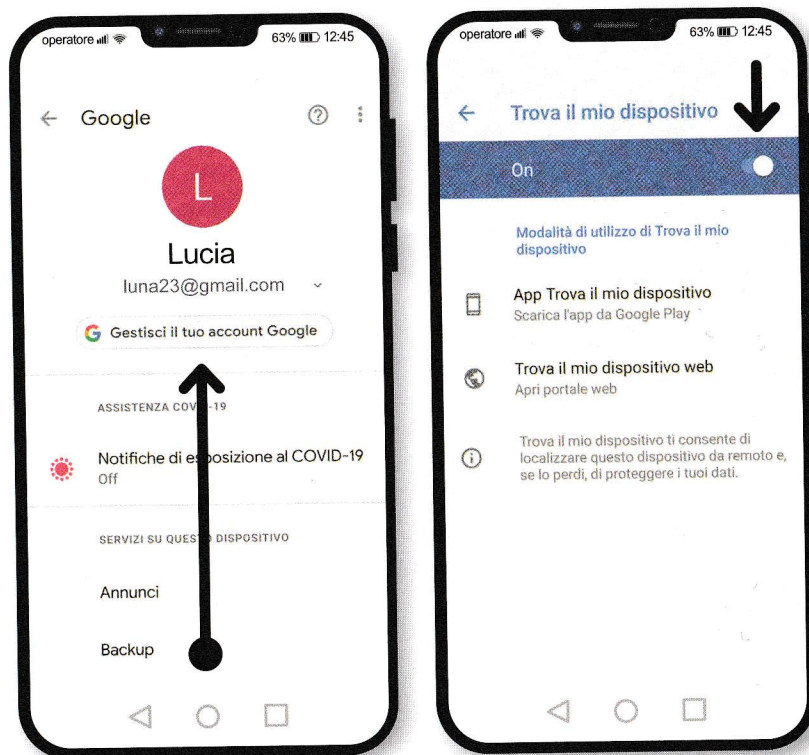 operatore 63% 12:45
Google
L
Lucia
luna23@gmail.com
Gestisci il tuo account Google
ASSISTENZA COVID-19
Notifiche di esposizione al COVID-19
Off
SERVIZI SU QUESTO DISPOSITIVO
Annunci
Backup
operatore 63% 12:45
Trova il mio dispositivo
On
Modalità di utilizzo di Trova il mio
dispositivo
App Trova il mio dispositivo
Scarica l'app da Google Play
Trova il mio dispositivo web
Apri portale web
Trova il mio dispositivo ti consente di
localizzare questo dispositivo da remoto e,
se lo perdi, di proteggere i tuoi dati.